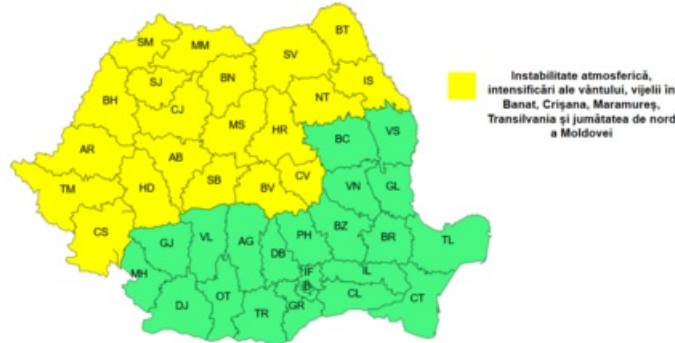 BT
SM
MM
SV
SJ
BN
IS
BH
CJ
NT
MS
HR
BC
VS
AR
AB
TM
HD
SB
BV
CV
VN
GL
CS
GJ
VL
AG
PH
BZ
BR
TL
DB
MH
IF
IL
B
DJ
OT
TR
GR
CL
CT
Instabilitate atmosferică,
intensificări ale vântului, vijelii în
Banat, Crișana, Maramureș,
Transilvania și jumătatea de nord
a Moldovei